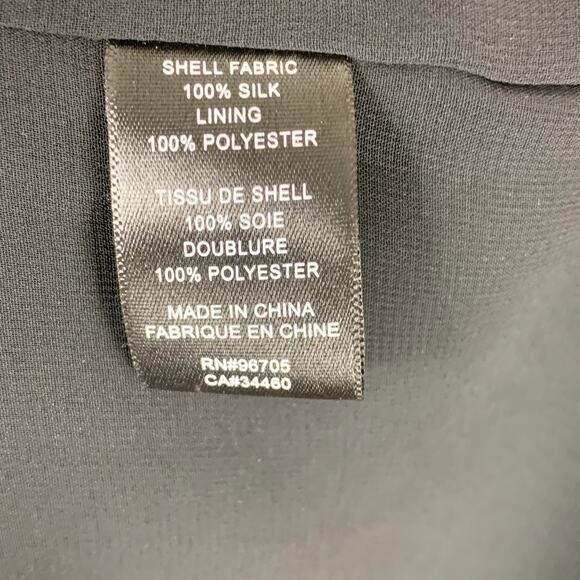 SHELL FABRIC
100% SILK
LINING
100% POLYESTER
TISSU DE SHELL
100% SOIE
DOUBLURE
100% POLYESTER
MADE IN CHINA
FABRIQUE EN CHINE
RN#96705
CA#34460